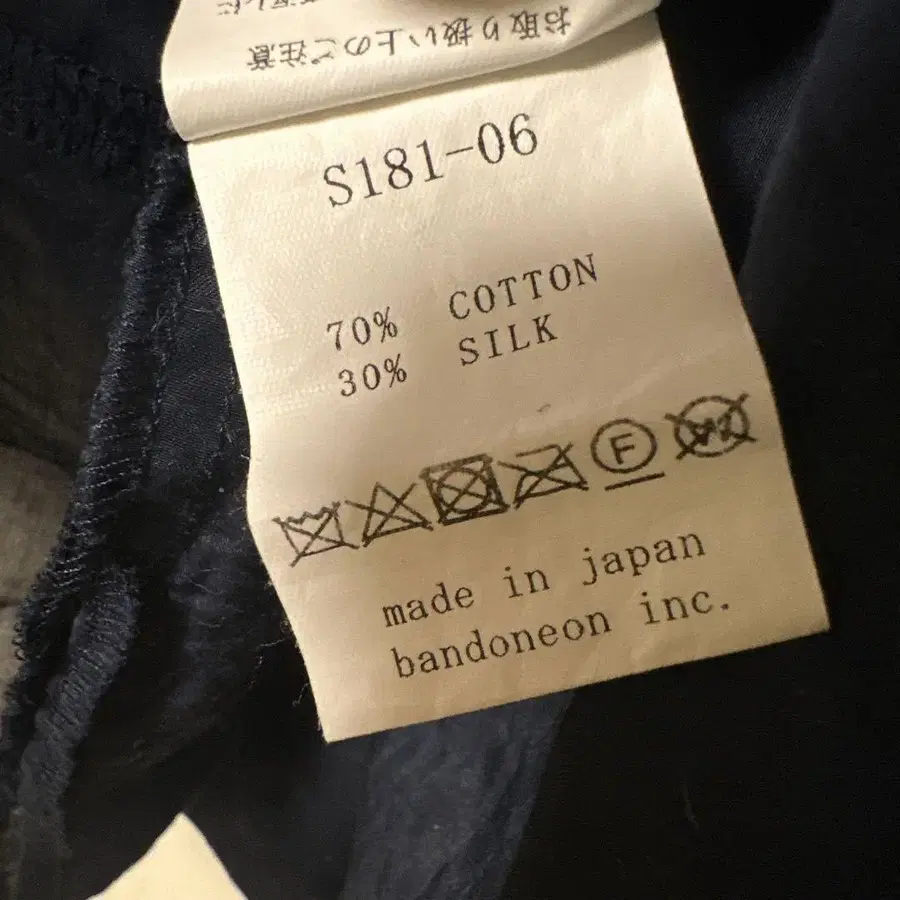 お取り扱い上のご注意
S181-06
70% COTTON
30% SILK
F
W
made in japan
bandoneon inc.